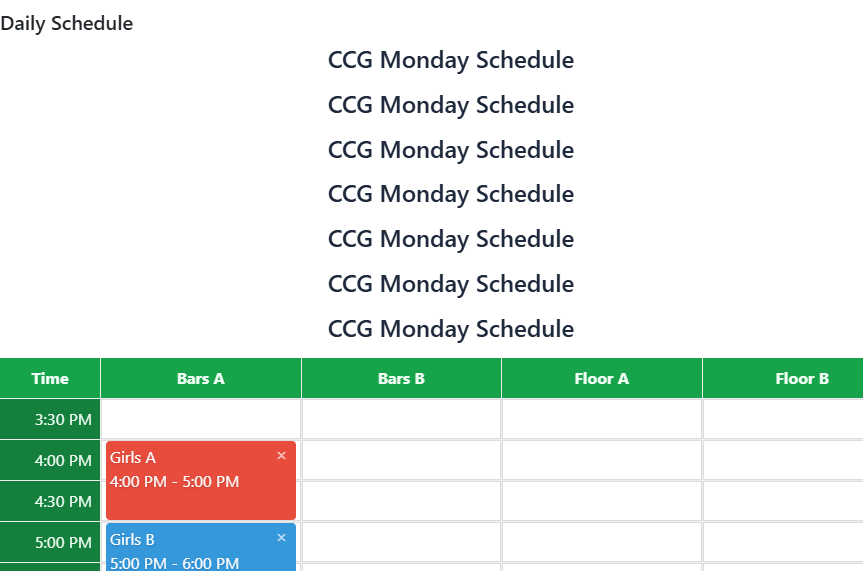 Daily Schedule
CCG Monday Schedule
CCG Monday Schedule
CCG Monday Schedule
CCG Monday Schedule
CCG Monday Schedule
CCG Monday Schedule
CCG Monday Schedule
Time Bars A Bars B Floor A Floor B
3:30 PM
4:00 PM Girls A ×
4:00 PM - 5:00 PM
4:30 PM
5:00 PM Girls B ×
5:00 PM - 6:00 PM